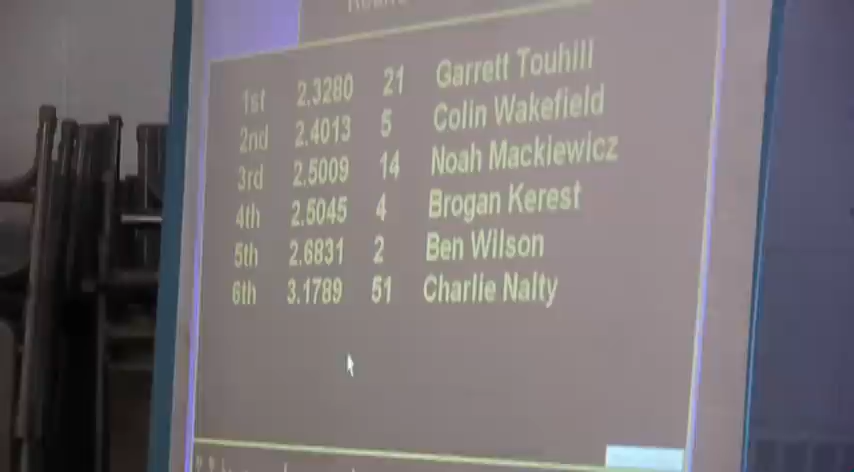 1st 2.3280 21 Garrett Touhill
2nd 2.4013 5 Colin Wakefield
3rd 2.5009 14 Noah Mackiewicz
4th 2.5045 4 Brogan Kerest
5th 2.6831 2 Ben Wilson
6th 3.1789 51 Charlie Nalty